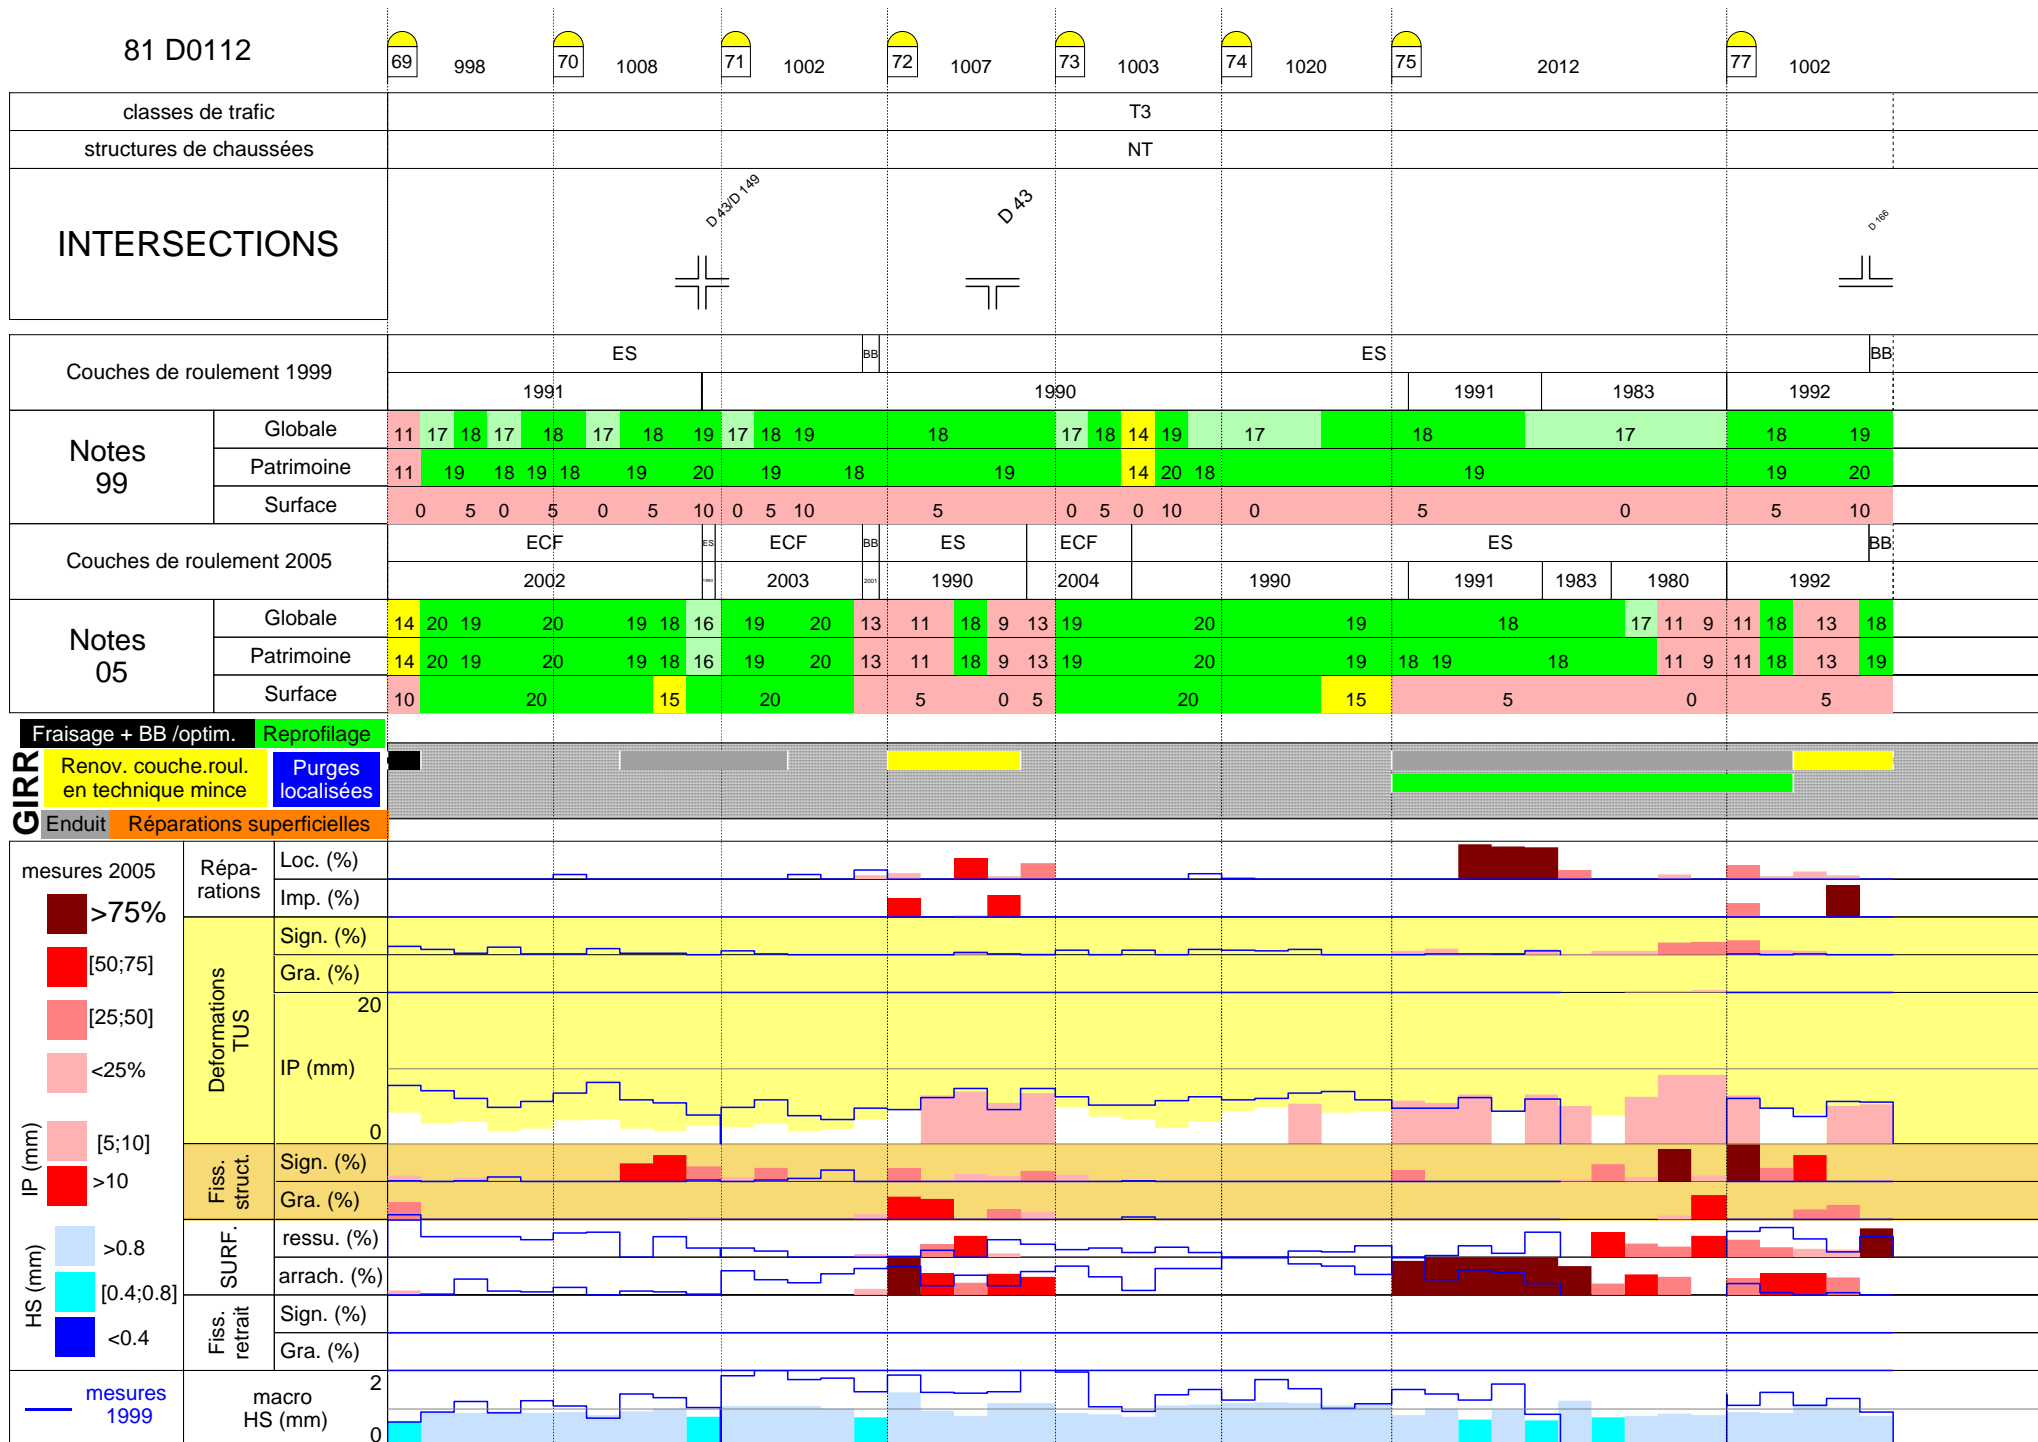 81 D0112
69 998 70 1008 71 1002 72 1007 73 1003 74 1020 75 2012 77 1002
classes de trafic T3
structures de chaussées NT
INTERSECTIONS D 43/D 149 D 43 D 166
Couches de roulement 1999
ES BB ES BB
1991 1990 1991 1983 1992
Notes 99
Globale 11 17 18 17 18 17 18 19 17 18 19 18 17 18 14 19 17 18 17 18 19
Patrimoine 11 19 18 19 18 19 20 19 18 19 14 20 18 19 19 20
Surface 0 5 0 5 0 5 10 0 5 10 5 0 5 0 10 0 5 0 5 10
Couches de roulement 2005
ECF ES ECF BB ES ECF ES BB
2002 2003 2001 1990 2004 1990 1991 1983 1980 1992
Notes 05
Globale 14 20 19 20 19 18 16 19 20 13 11 18 9 13 19 20 19 18 17 11 9 11 18 13 18
Patrimoine 14 20 19 20 19 18 16 19 20 13 11 18 9 13 19 20 19 18 19 18 11 9 11 18 13 19
Surface 10 20 15 20 5 0 5 20 15 5 0 5
GIRR
Fraisage + BB /optim. Reprofilage
Renov. couche.roul. en technique mince
Purges localisées
Enduit Réparations superficielles
mesures 2005
>75%
[50;75]
[25;50]
<25%
IP (mm)
[5;10]
>10
HS (mm)
>0.8
[0.4;0.8]
<0.4
mesures 1999
Répa-
rations
Loc. (%)
Imp. (%)
Deformations
TUS
Sign. (%)
Gra. (%)
20
IP (mm)
0
Fiss.
struct.
Sign. (%)
Gra. (%)
SURF.
ressu. (%)
arrach. (%)
Fiss.
retrait
Sign. (%)
Gra. (%)
macro
HS (mm)
2
0